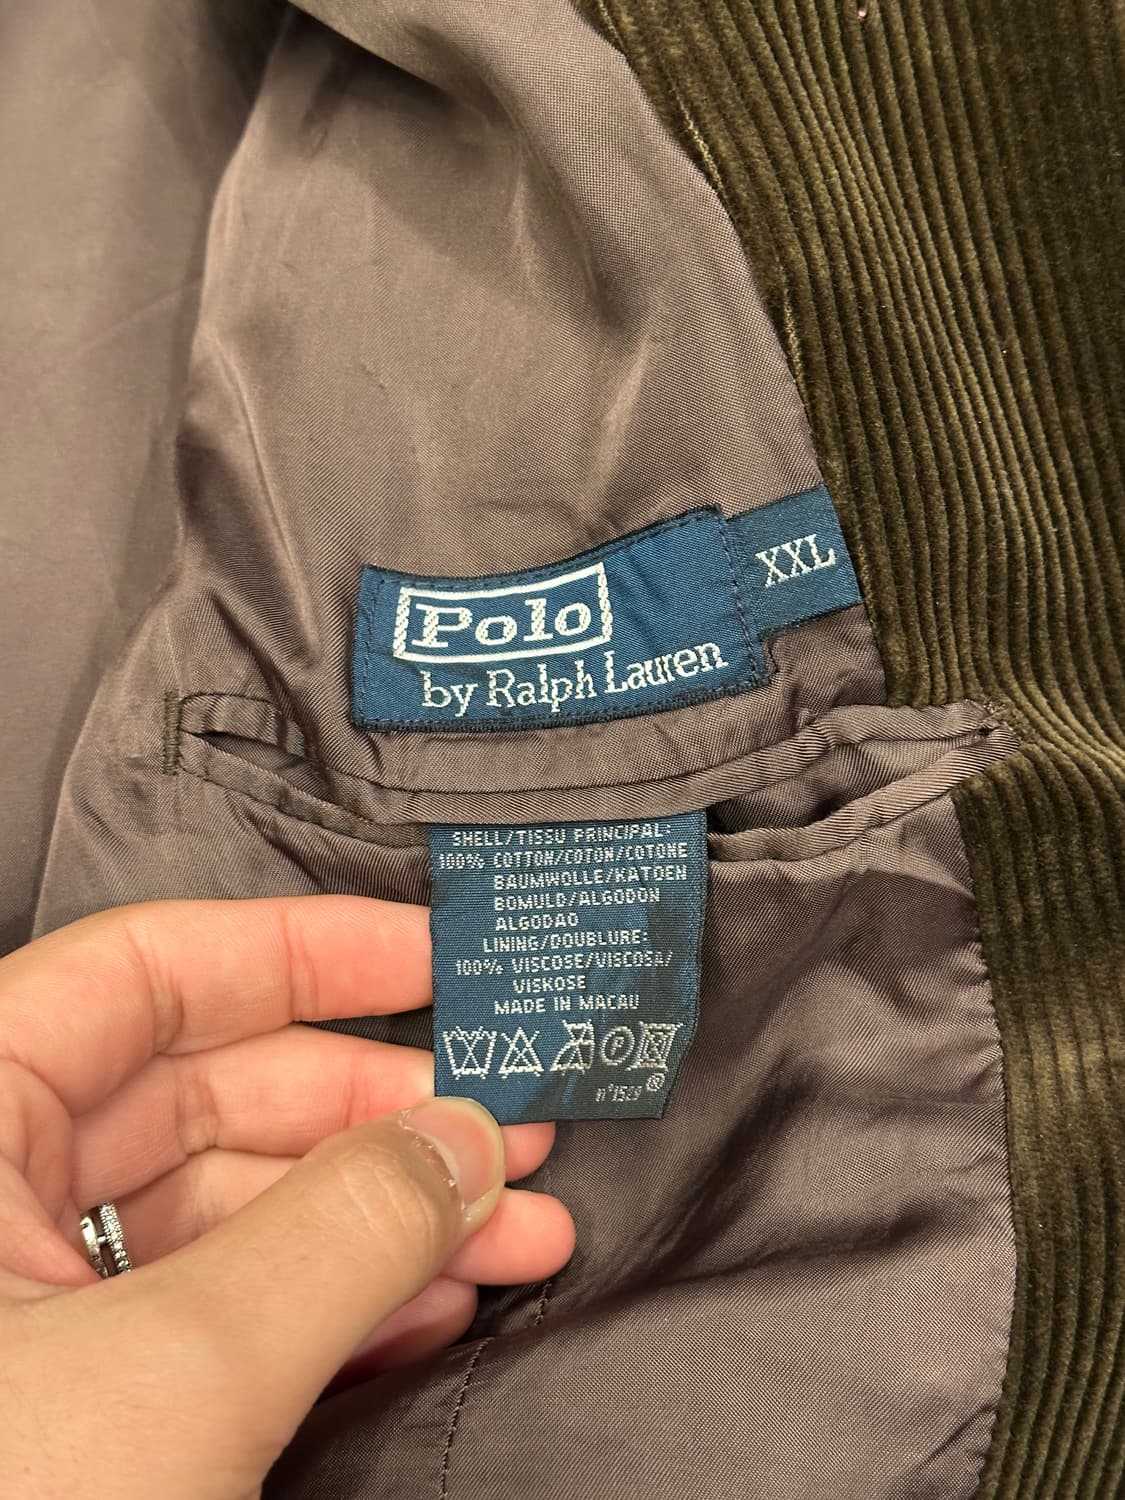 Polo
by Ralph Lauren
XXL
SHELL/TISSU PRINCIPAL:
100% COTTON/COTON/COTONE
BAUMWOLLE/KATOEN
BOMULD/ALGODON
ALGODAO
LINING/DOUBLURE:
100% VISCOSE/VISCOSA/
VISKOSE
MADE IN MACAU
P
®